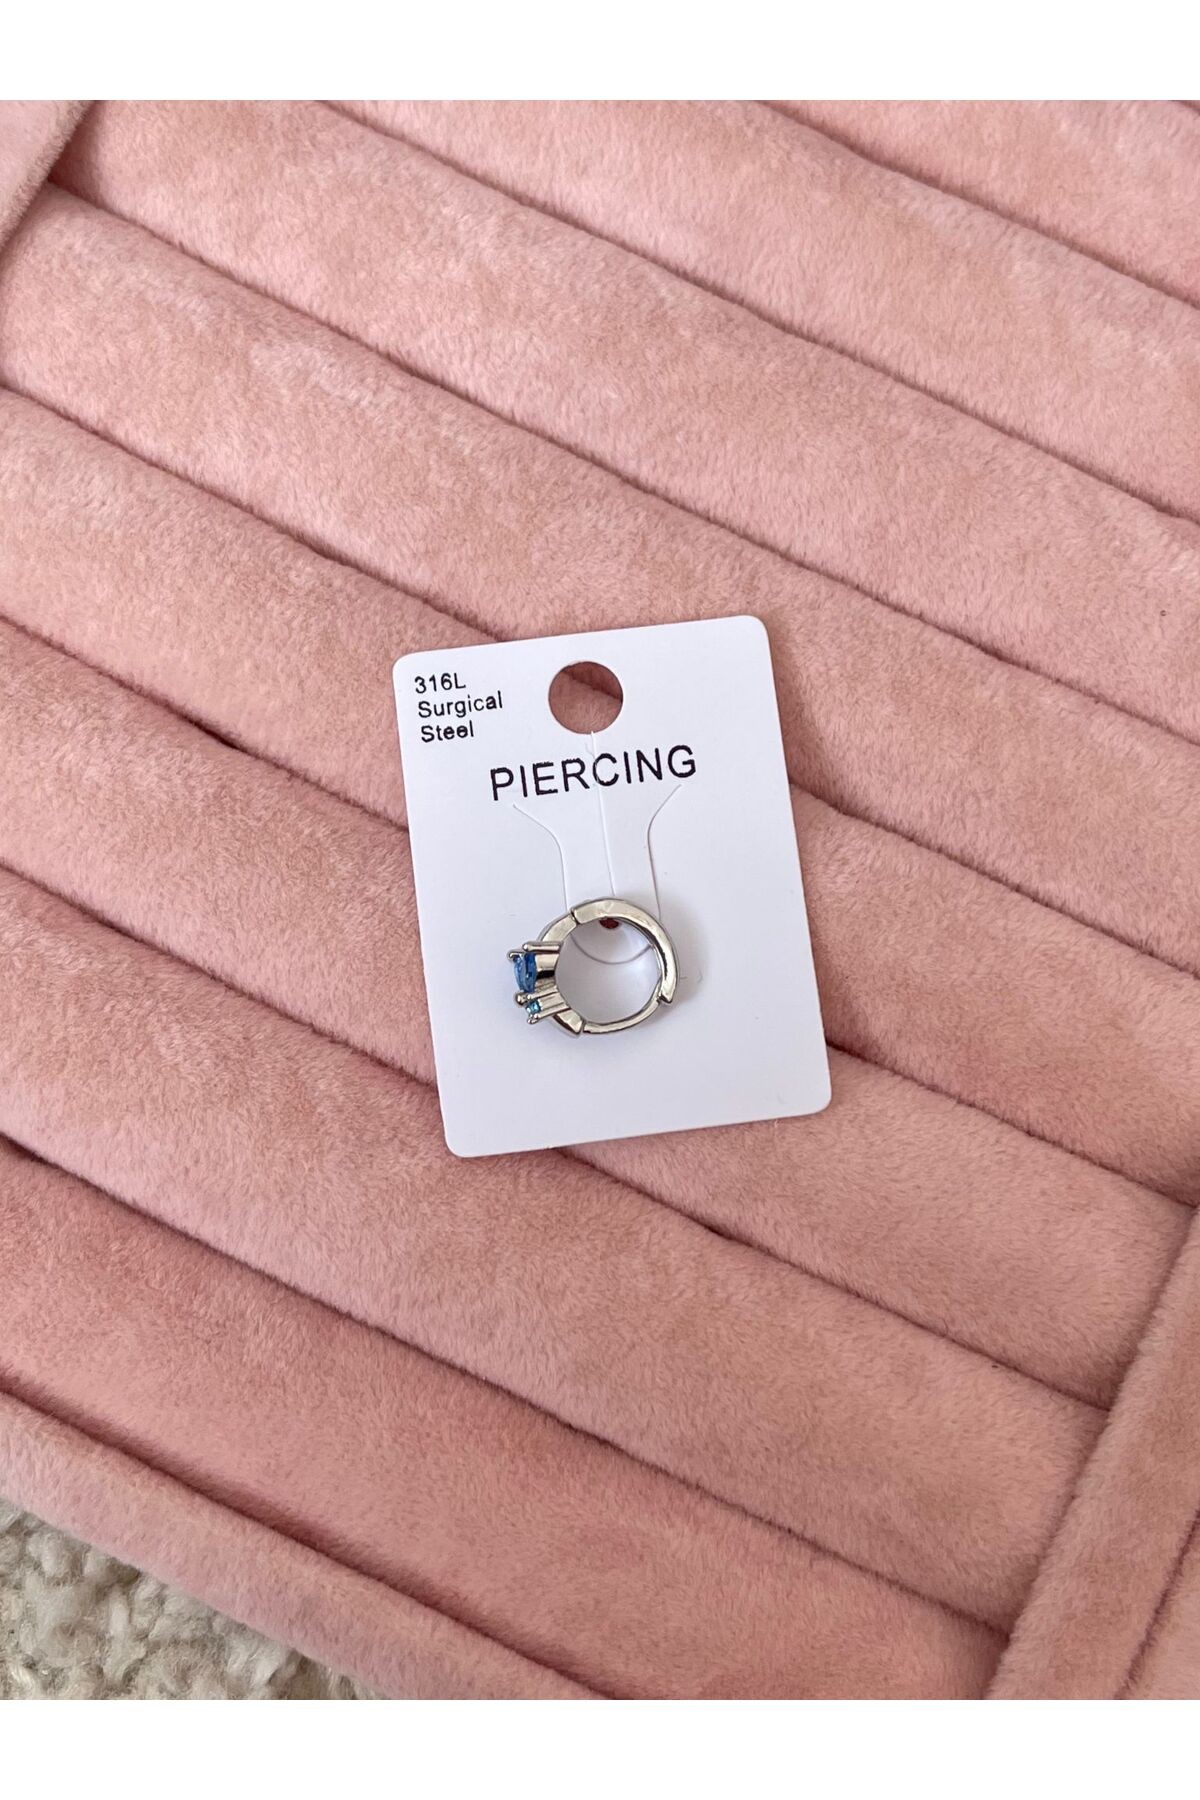 316L
Surgical
Steel
PIERCING